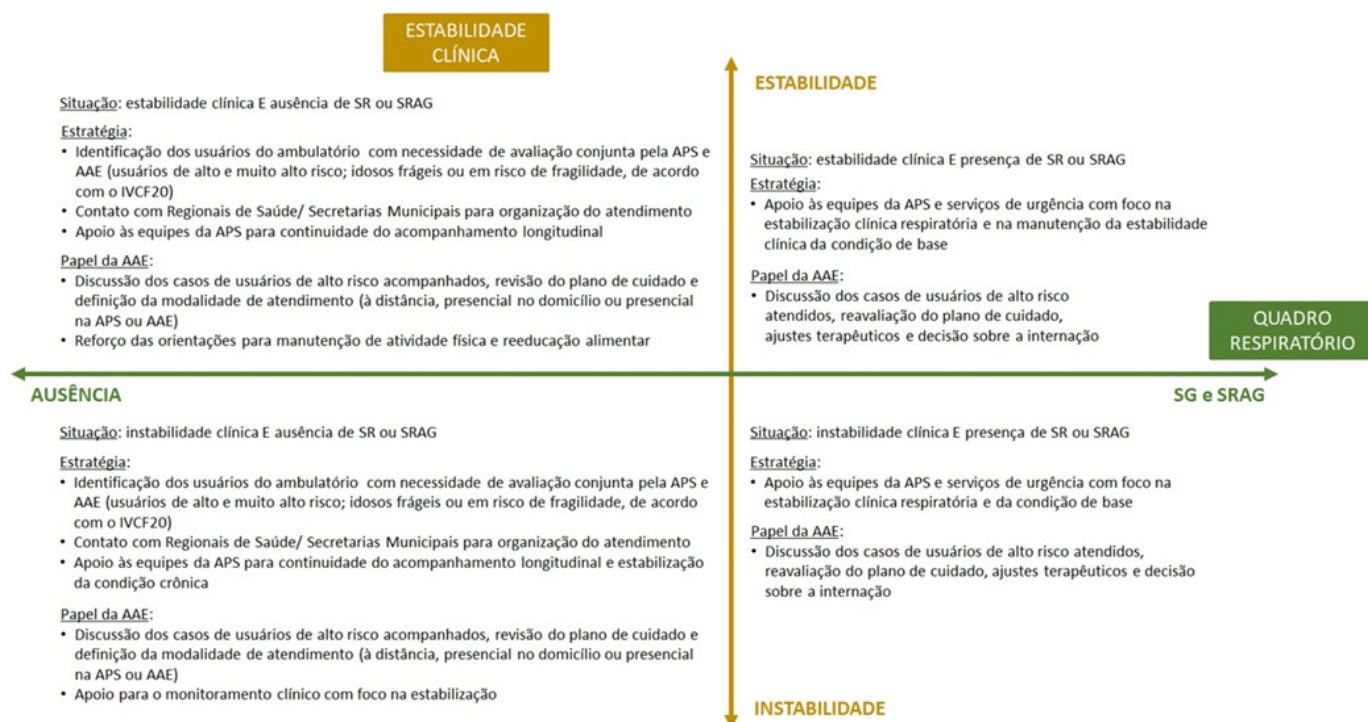 ESTABILIDADE
CLÍNICA
Situação: estabilidade clínica E ausência de SR ou SRAG
Estratégia:
• Identificação dos usuários do ambulatório com necessidade de avaliação conjunta pela APS e
AAE (usuários de alto e muito alto risco; idosos frágeis ou em risco de fragilidade, de acordo
com o IVCF20)
• Contato com Regionais de Saúde/ Secretarias Municipais para organização do atendimento
• Apoio às equipes da APS para continuidade do acompanhamento longitudinal
Papel da AAE:
• Discussão dos casos de usuários de alto risco acompanhados, revisão do plano de cuidado e
definição da modalidade de atendimento (à distância, presencial no domicílio ou presencial
na APS ou AAE)
• Reforço das orientações para manutenção de atividade física e reeducação alimentar
ESTABILIDADE
Situação: estabilidade clínica E presença de SR ou SRAG
Estratégia:
• Apoio às equipes da APS e serviços de urgência com foco na
estabilização clínica respiratória e na manutenção da estabilidade
clínica da condição de base
Papel da AAE:
• Discussão dos casos de usuários de alto risco
atendidos, reavaliação do plano de cuidado,
ajustes terapêuticos e decisão sobre a internação
QUADRO
RESPIRATÓRIO
AUSÊNCIA
SG e SRAG
Situação: instabilidade clínica E ausência de SR ou SRAG
Estratégia:
• Identificação dos usuários do ambulatório com necessidade de avaliação conjunta pela APS e
AAE (usuários de alto e muito alto risco; idosos frágeis ou em risco de fragilidade, de acordo
com o IVCF20)
• Contato com Regionais de Saúde/ Secretarias Municipais para organização do atendimento
• Apoio às equipes da APS para continuidade do acompanhamento longitudinal e estabilização
da condição crônica
Papel da AAE:
• Discussão dos casos de usuários de alto risco acompanhados, revisão do plano de cuidado e
definição da modalidade de atendimento (à distância, presencial no domicílio ou presencial
na APS ou AAE)
• Apoio para o monitoramento clínico com foco na estabilização
Situação: instabilidade clínica E presença de SR ou SRAG
Estratégia:
• Apoio às equipes da APS e serviços de urgência com foco na
estabilização clínica respiratória e da condição de base
Papel da AAE:
• Discussão dos casos de usuários de alto risco atendidos,
reavaliação do plano de cuidado, ajustes terapêuticos e decisão
sobre a internação
INSTABILIDADE